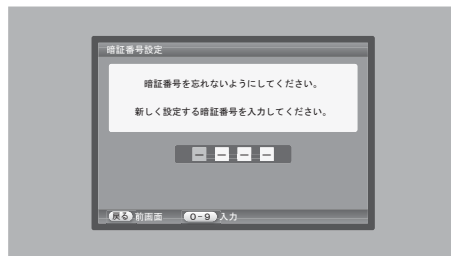 暗証番号設定
暗証番号を忘れないようにしてください。
新しく設定する暗証番号を入力してください。
－ － － －
戻る 前画面 0-9 入力